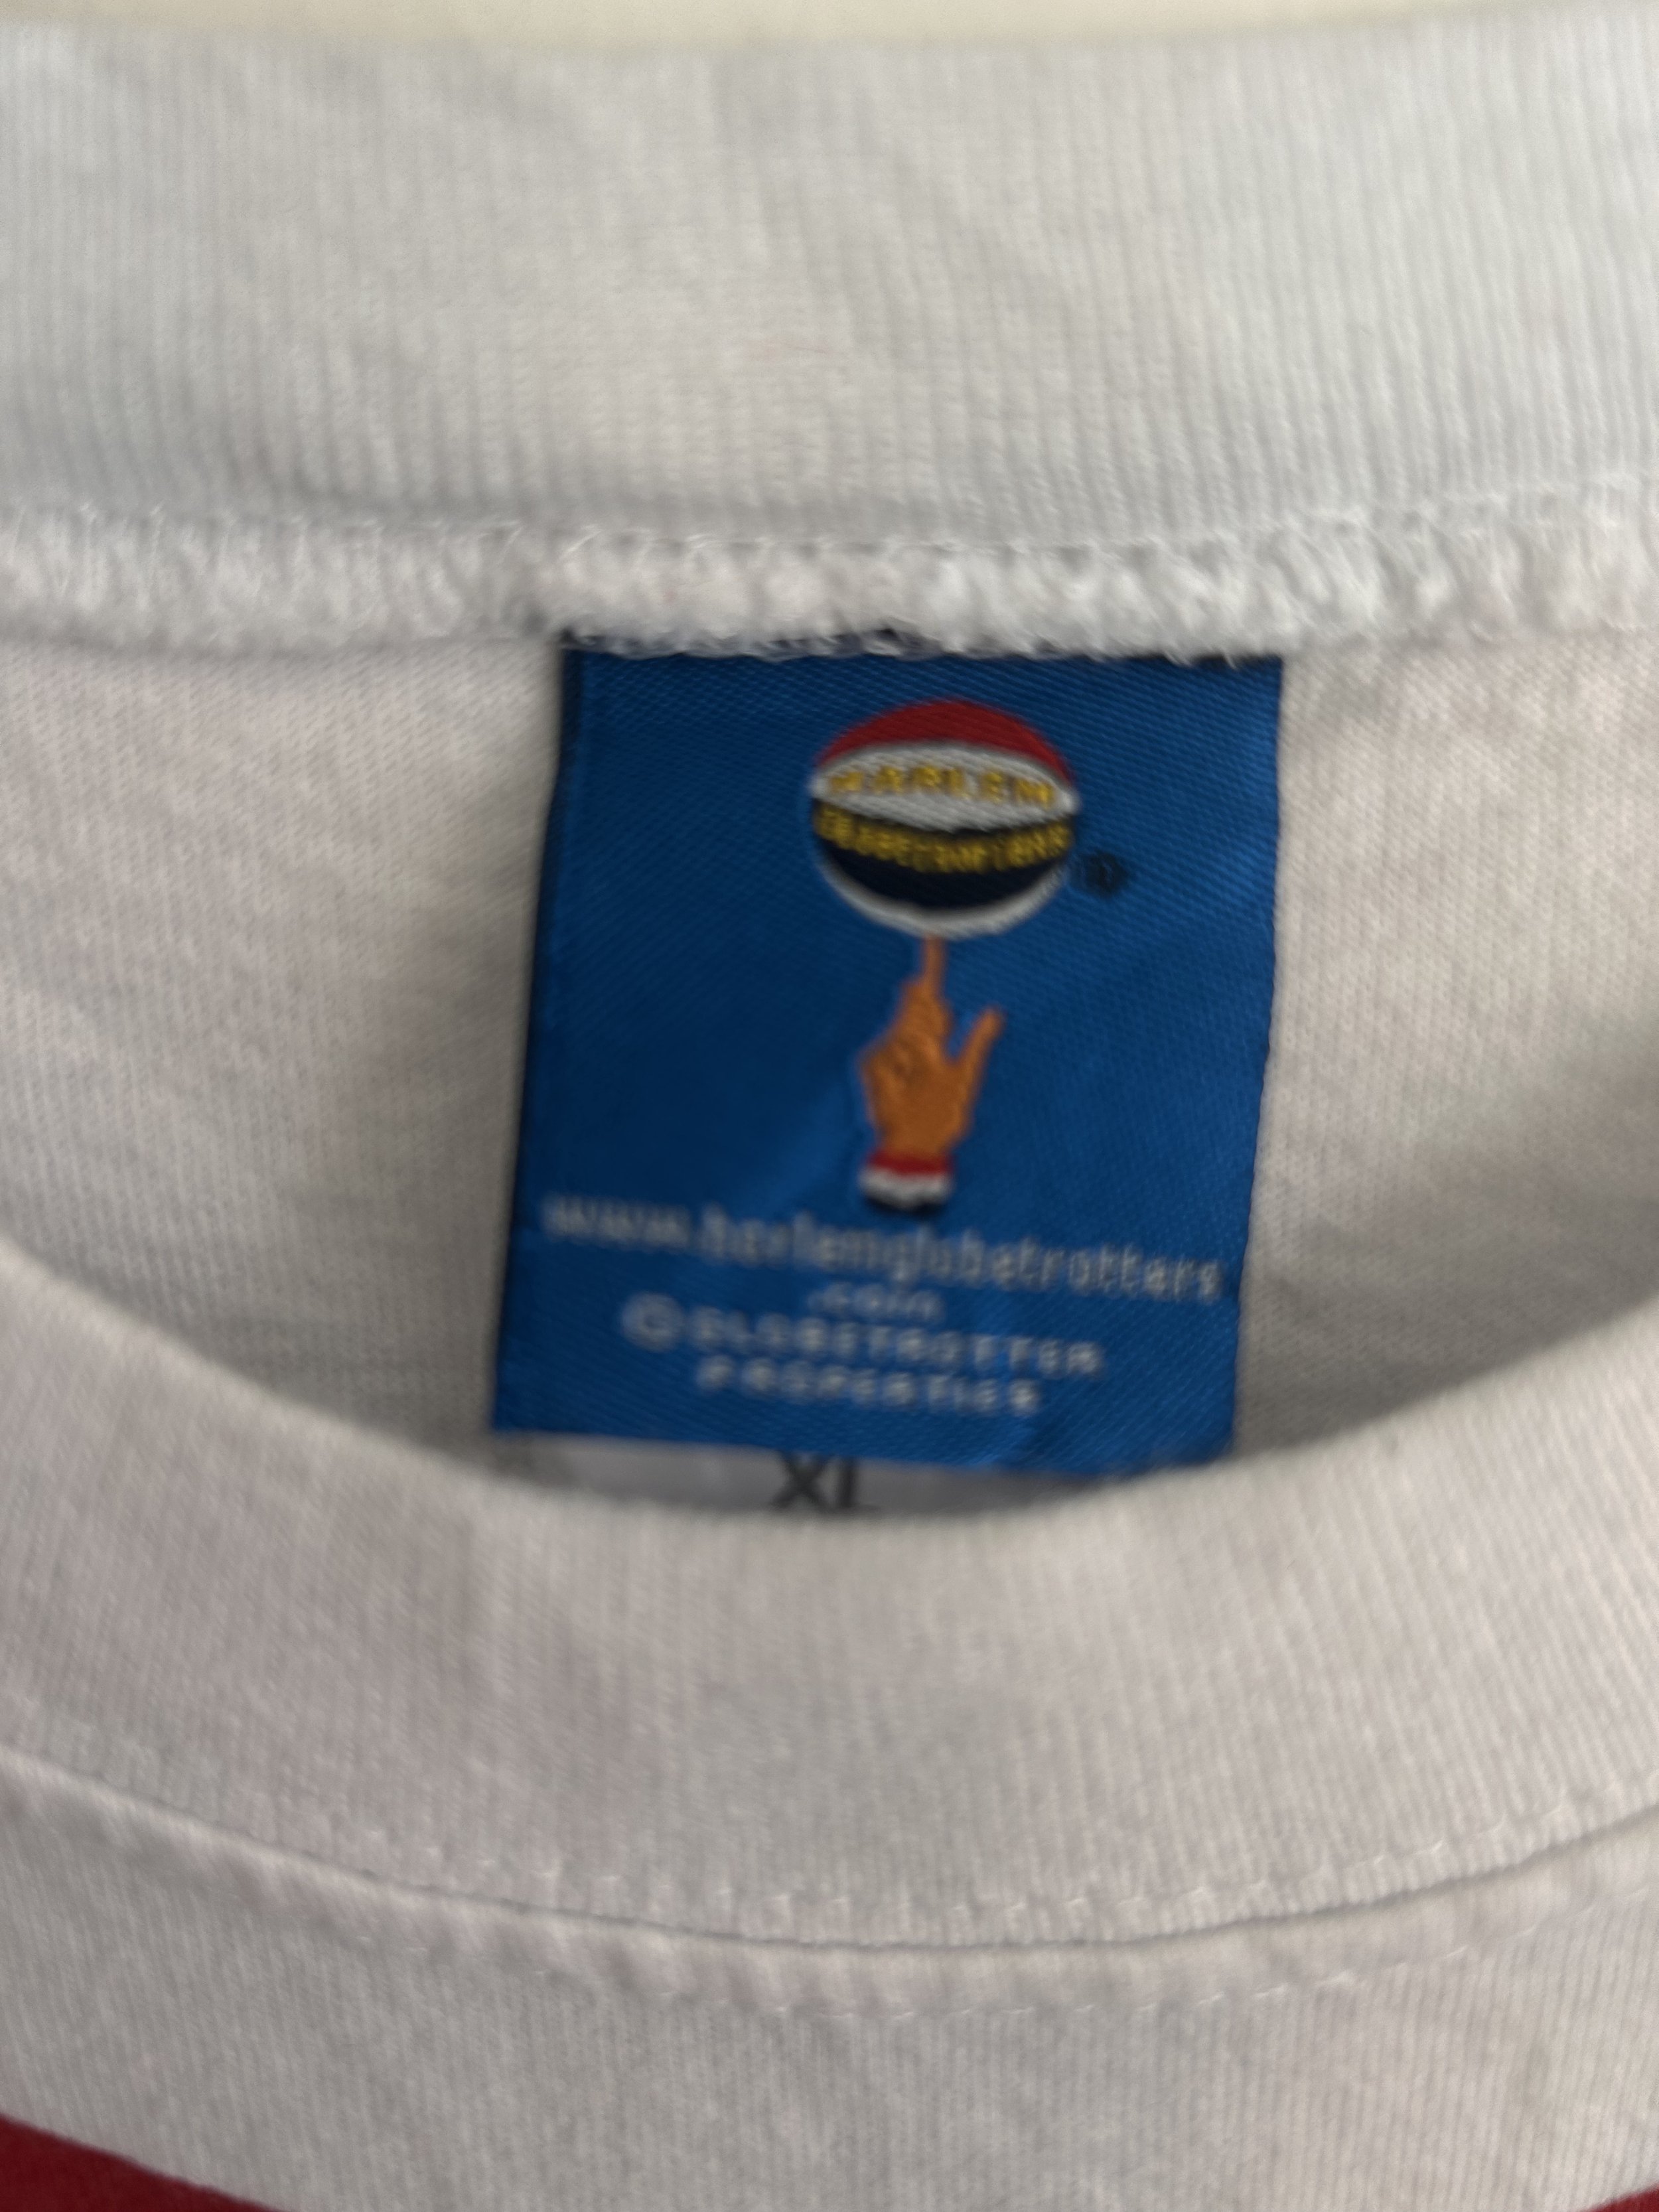 HARLEM
GLOBETROTTERS
®
www.harlemglobetrotters
.com
© GLOBETROTTER
PROPERTIES
XL